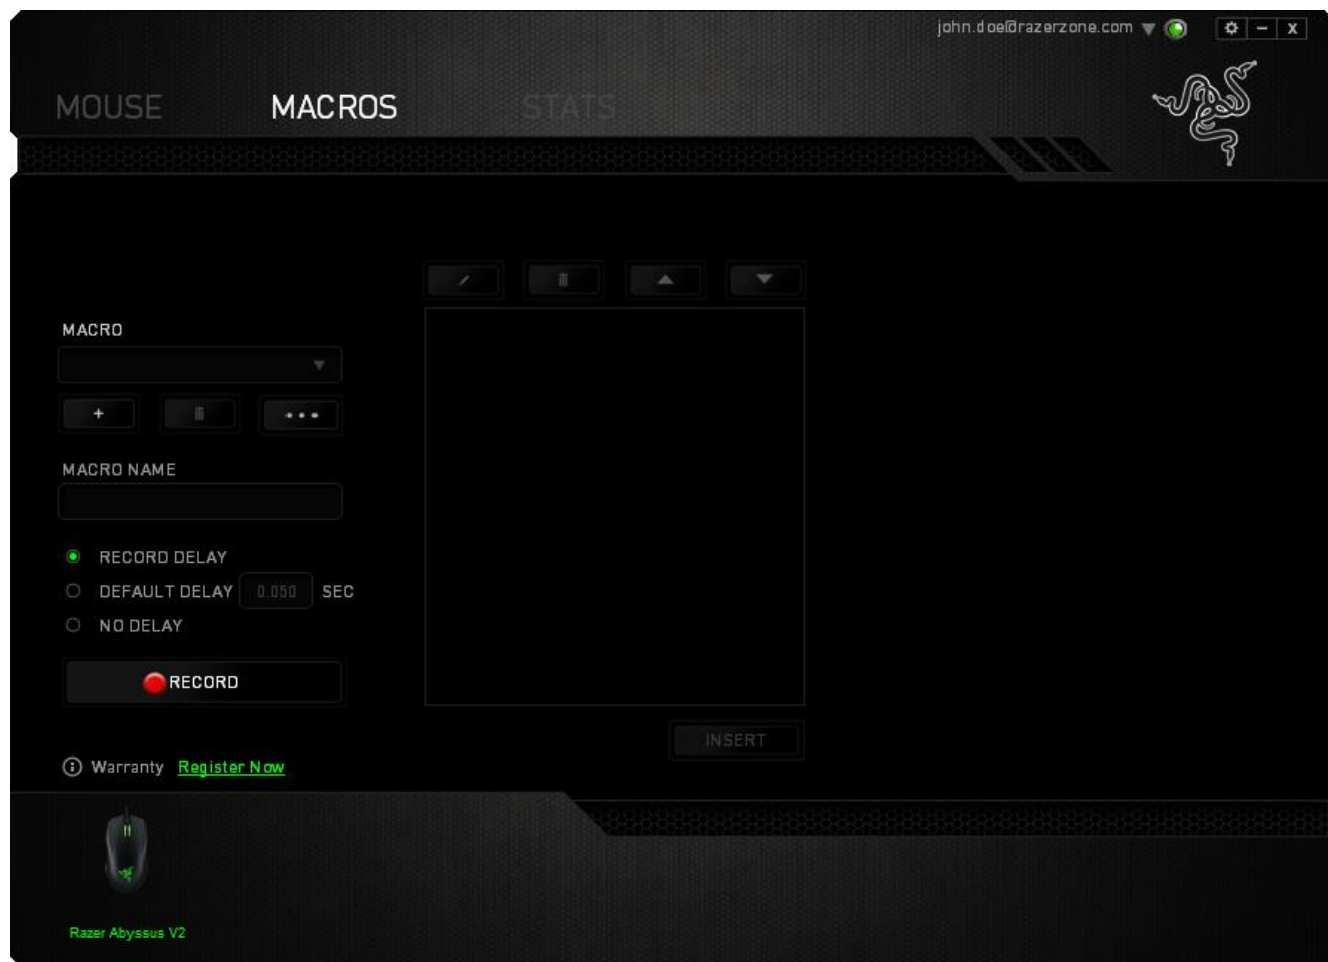 john.doe@razerzone.com
MOUSE MACROS STATS
MACRO
MACRO NAME
RECORD DELAY
DEFAULT DELAY 0.050 SEC
NO DELAY
RECORD
INSERT
Warranty Register Now
Razer Abyssus V2